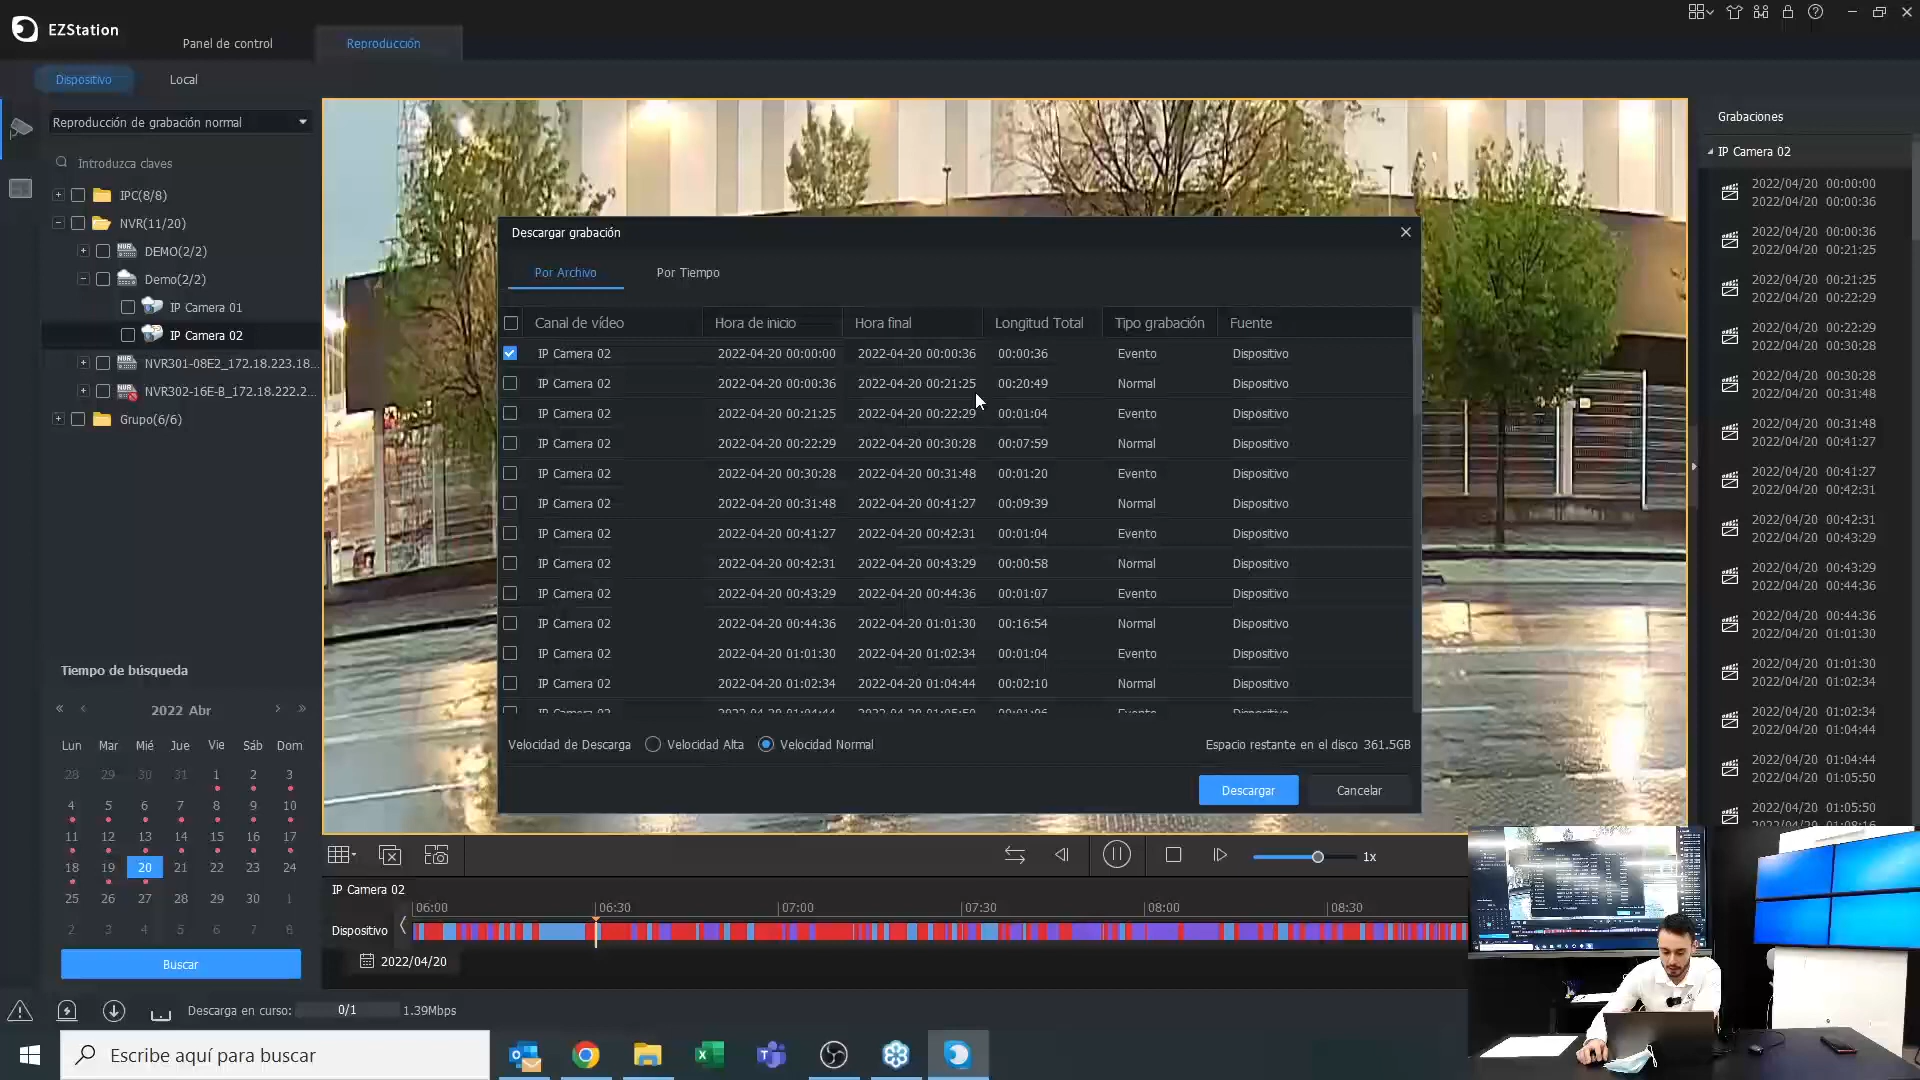 EZStation
Panel de control
Reproducción
Dispositivo
Local
Reproducción de grabación normal
Introduzca claves
IPC(8/8)
NVR(11/20)
DEMO(2/2)
Demo(2/2)
IP Camera 01
IP Camera 02
NVR301-08E2_172.18.223.18...
NVR302-16E-B_172.18.222.2...
Grupo(6/6)
Tiempo de búsqueda
2022 Abr
Lun Mar Mié Jue Vie Sáb Dom
28 29 30 31 1 2 3
4 5 6 7 8 9 10
11 12 13 14 15 16 17
18 19 20 21 22 23 24
25 26 27 28 29 30 1
2 3 4 5 6 7 8
Buscar
Descargar grabación
Por Archivo Por Tiempo
Canal de vídeo Hora de inicio Hora final Longitud Total Tipo grabación Fuente
IP Camera 02 2022-04-20 00:00:00 2022-04-20 00:00:36 00:00:36 Evento Dispositivo
IP Camera 02 2022-04-20 00:00:36 2022-04-20 00:21:25 00:20:49 Normal Dispositivo
IP Camera 02 2022-04-20 00:21:25 2022-04-20 00:22:29 00:01:04 Evento Dispositivo
IP Camera 02 2022-04-20 00:22:29 2022-04-20 00:30:28 00:07:59 Normal Dispositivo
IP Camera 02 2022-04-20 00:30:28 2022-04-20 00:31:48 00:01:20 Evento Dispositivo
IP Camera 02 2022-04-20 00:31:48 2022-04-20 00:41:27 00:09:39 Normal Dispositivo
IP Camera 02 2022-04-20 00:41:27 2022-04-20 00:42:31 00:01:04 Evento Dispositivo
IP Camera 02 2022-04-20 00:42:31 2022-04-20 00:43:29 00:00:58 Normal Dispositivo
IP Camera 02 2022-04-20 00:43:29 2022-04-20 00:44:36 00:01:07 Evento Dispositivo
IP Camera 02 2022-04-20 00:44:36 2022-04-20 01:01:30 00:16:54 Normal Dispositivo
IP Camera 02 2022-04-20 01:01:30 2022-04-20 01:02:34 00:01:04 Evento Dispositivo
IP Camera 02 2022-04-20 01:02:34 2022-04-20 01:04:44 00:02:10 Normal Dispositivo
IP Camera 02 2022-04-20 01:04:44 2022-04-20 01:05:50 00:01:06 Evento Dispositivo
Velocidad de Descarga Velocidad Alta Velocidad Normal Espacio restante en el disco 361.5GB
Descargar Cancelar
Grabaciones
IP Camera 02
2022/04/20 00:00:00
2022/04/20 00:00:36
2022/04/20 00:00:36
2022/04/20 00:21:25
2022/04/20 00:21:25
2022/04/20 00:22:29
2022/04/20 00:22:29
2022/04/20 00:30:28
2022/04/20 00:30:28
2022/04/20 00:31:48
2022/04/20 00:31:48
2022/04/20 00:41:27
2022/04/20 00:41:27
2022/04/20 00:42:31
2022/04/20 00:42:31
2022/04/20 00:43:29
2022/04/20 00:43:29
2022/04/20 00:44:36
2022/04/20 00:44:36
2022/04/20 01:01:30
2022/04/20 01:01:30
2022/04/20 01:02:34
2022/04/20 01:02:34
2022/04/20 01:04:44
2022/04/20 01:04:44
2022/04/20 01:05:50
2022/04/20 01:05:50
1x
IP Camera 02
06:00 06:30 07:00 07:30 08:00 08:30
Dispositivo
2022/04/20
Descarga en curso: 0/1 1.39Mbps
Escribe aquí para buscar